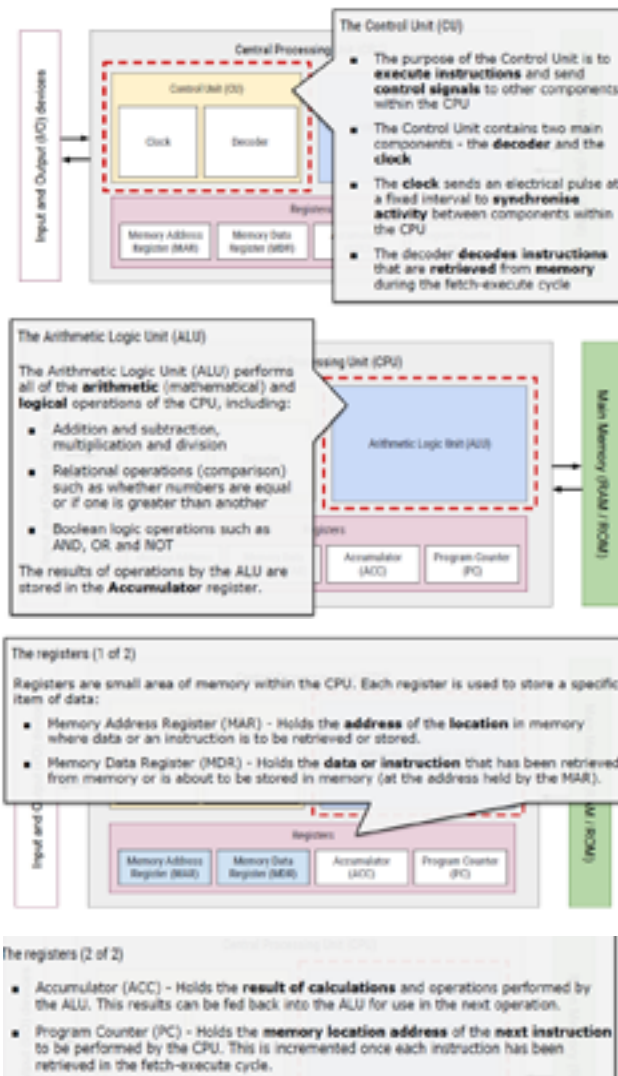 The Control Unit (CU)
Central Processing
▪ The purpose of the Control Unit is to
execute instructions and send
control signals to other components
within the CPU
▪ The Control Unit contains two main
components - the decoder and the
clock
▪ The clock sends an electrical pulse at
a fixed interval to synchronise
activity between components within
the CPU
▪ The decoder decodes instructions
that are retrieved from memory
during the fetch-execute cycle
Input and Output (I/O) devices
Control Unit (CU)
Clock
Decoder
Registers
Memory Address
Register (MAR)
Memory Data
Register (MDR)
The Arithmetic Logic Unit (ALU)
The Arithmetic Logic Unit (ALU) performs
all of the arithmetic (mathematical) and
logical operations of the CPU, including:
▪ Addition and subtraction,
multiplication and division
▪ Relational operations (comparison)
such as whether numbers are equal
or if one is greater than another
▪ Boolean logic operations such as
AND, OR and NOT
The results of operations by the ALU are
stored in the Accumulator register.
essing Unit (CPU)
Arithmetic Logic Unit (ALU)
Main Memory (RAM / ROM)
isters
Accumulator
(ACC)
Program Counter
(PC)
The registers (1 of 2)
Registers are small area of memory within the CPU. Each register is used to store a specific
item of data:
▪ Memory Address Register (MAR) - Holds the address of the location in memory
where data or an instruction is to be retrieved or stored.
▪ Memory Data Register (MDR) - Holds the data or instruction that has been retrieved
from memory or is about to be stored in memory (at the address held by the MAR).
Input and
AM / ROM)
Registers
Memory Address
Register (MAR)
Memory Data
Register (MDR)
Accumulator
(ACC)
Program Counter
(PC)
The registers (2 of 2)
▪ Accumulator (ACC) - Holds the result of calculations and operations performed by
the ALU. This results can be fed back into the ALU for use in the next operation.
▪ Program Counter (PC) - Holds the memory location address of the next instruction
to be performed by the CPU. This is incremented once each instruction has been
retrieved in the fetch-execute cycle.